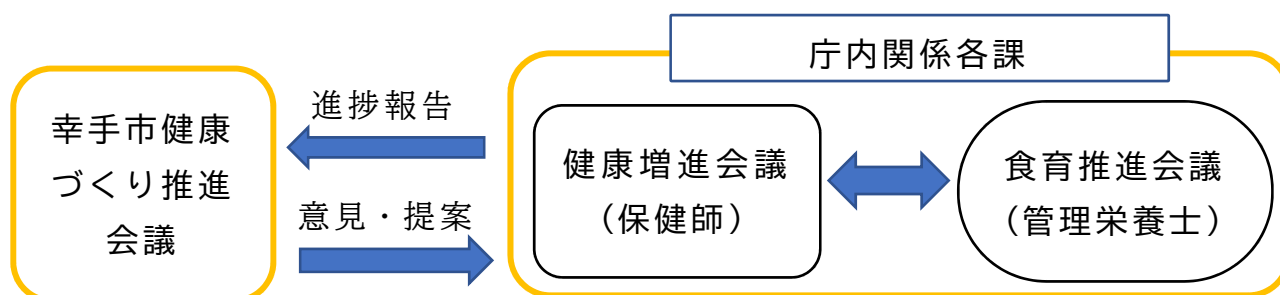 庁内関係各課
幸手市健康
づくり推進
会議
進捗報告
意見・提案
健康増進会議
（保健師）
食育推進会議
（管理栄養士）